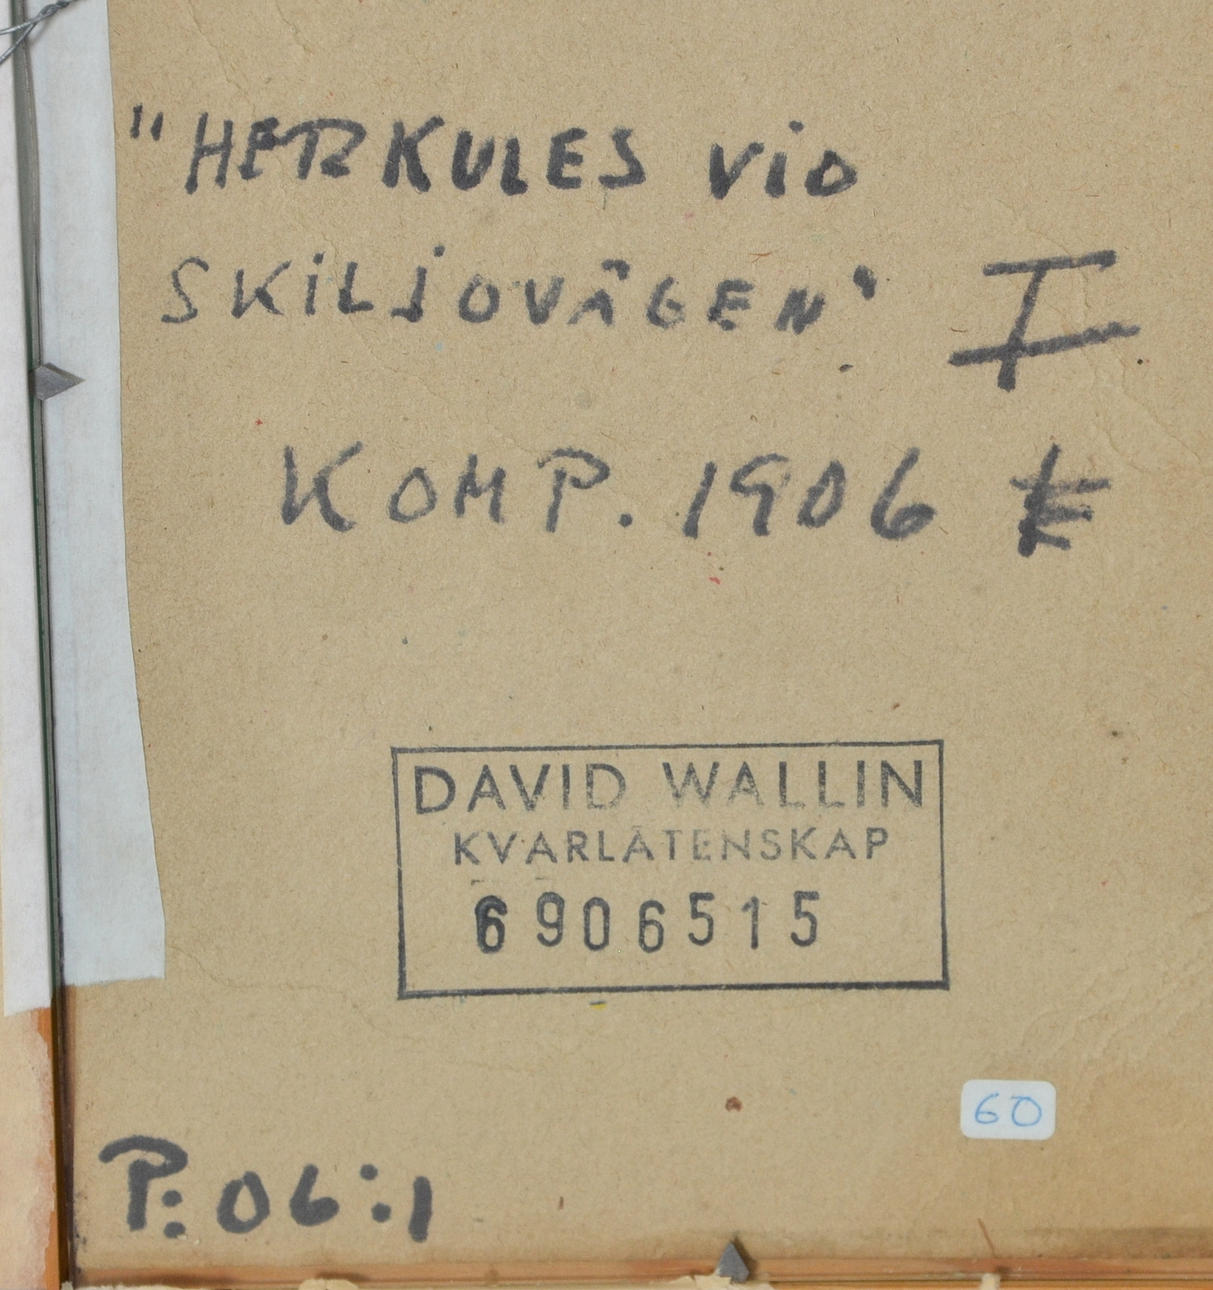 "HERKULES ViD
SKiLJOVÄGEN" I
KOMP. 1906
DAVID WALLIN
KVARLÅTENSKAP
6906515
60
P:06:1